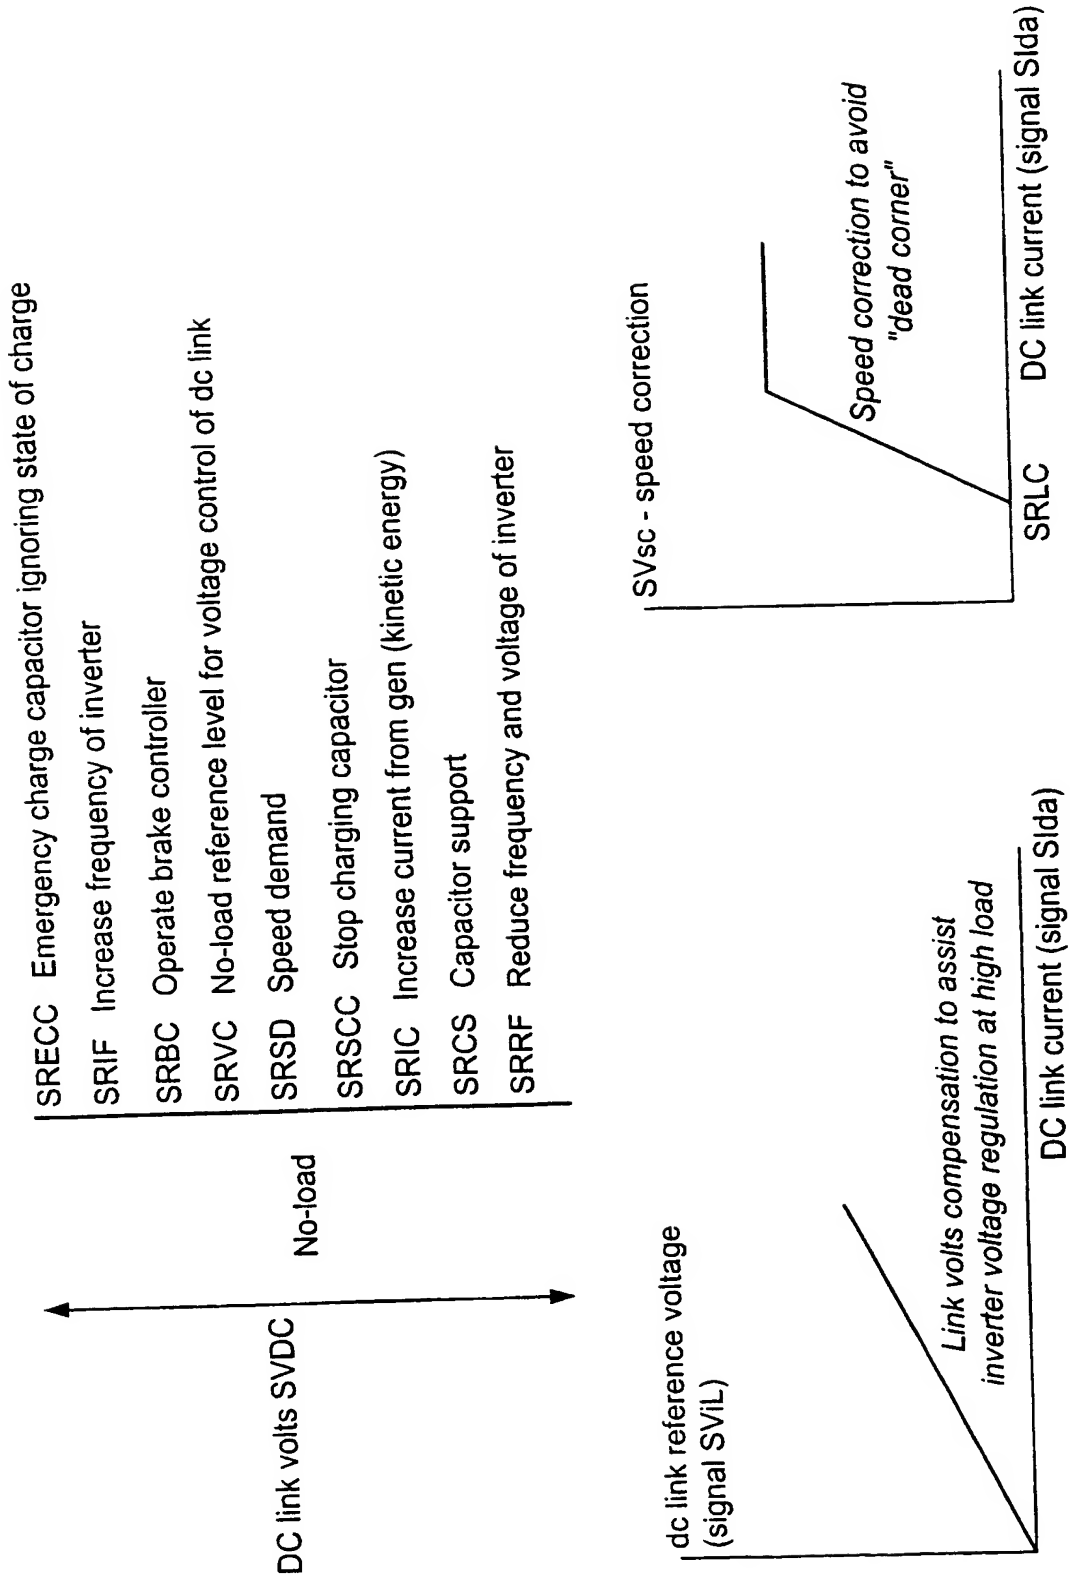 DC link volts SVDC
No-load
SRECC Emergency charge capacitor ignoring state of charge
SRIF Increase frequency of inverter
SRBC Operate brake controller
SRVC No-load reference level for voltage control of dc link
SRSD Speed demand
SRSCC Stop charging capacitor
SRIC Increase current from gen (kinetic energy)
SRCS Capacitor support
SRRF Reduce frequency and voltage of inverter
dc link reference voltage
(signal SViL)
Link volts compensation to assist
inverter voltage regulation at high load
DC link current (signal SIda)
SVsc - speed correction
Speed correction to avoid
"dead corner"
SRLC
DC link current (signal SIda)